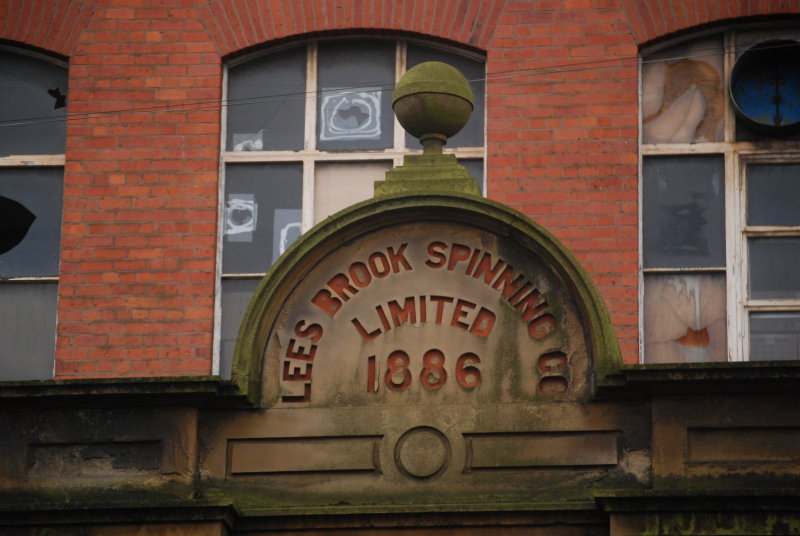 LEES BROOK SPINNING CO
LIMITED
1886